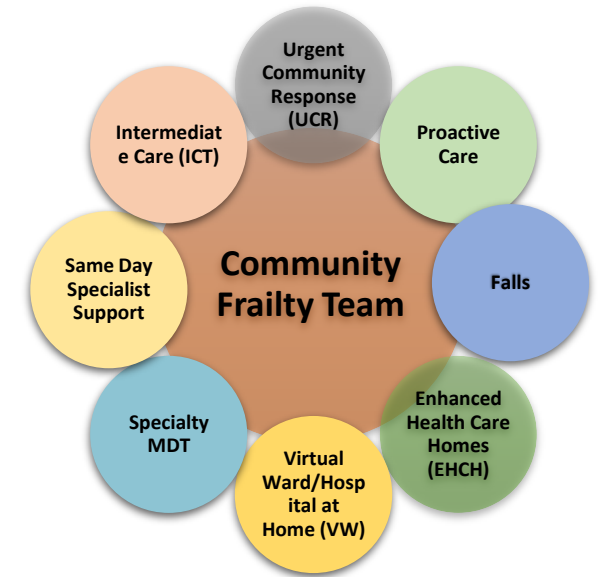 Urgent
Community
Response
(UCR)
Proactive
Care
Falls
Enhanced
Health Care
Homes
(EHCH)
Virtual
Ward/Hosp
ital at
Home (VW)
Specialty
MDT
Same Day
Specialist
Support
Intermediat
e Care (ICT)
Community
Frailty Team